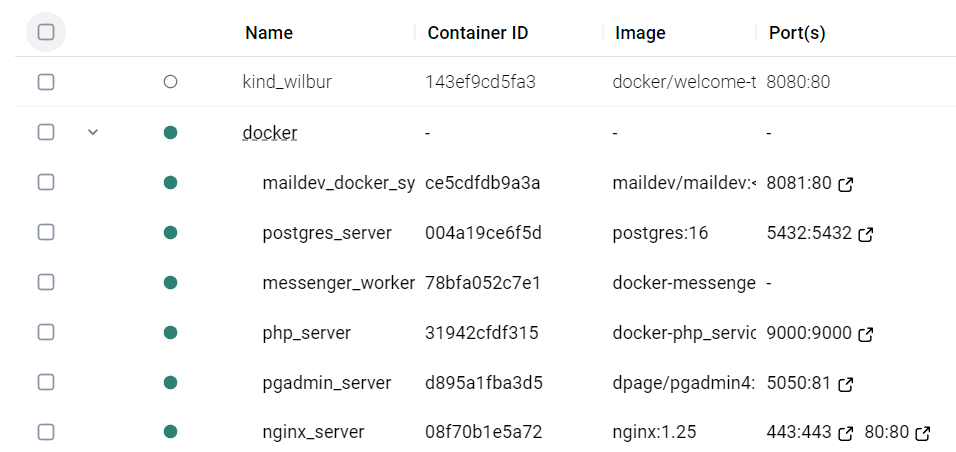 Name Container ID Image Port(s)
kind_wilbur 143ef9cd5fa3 docker/welcome-t 8080:80
docker - - -
maildev_docker_sy ce5cdfdb9a3a maildev/maildev:< 8081:80
postgres_server 004a19ce6f5d postgres:16 5432:5432
messenger_worker 78bfa052c7e1 docker-messenge -
php_server 31942cfdf315 docker-php_servic 9000:9000
pgadmin_server d895a1fba3d5 dpage/pgadmin4: 5050:81
nginx_server 08f70b1e5a72 nginx:1.25 443:443 80:80